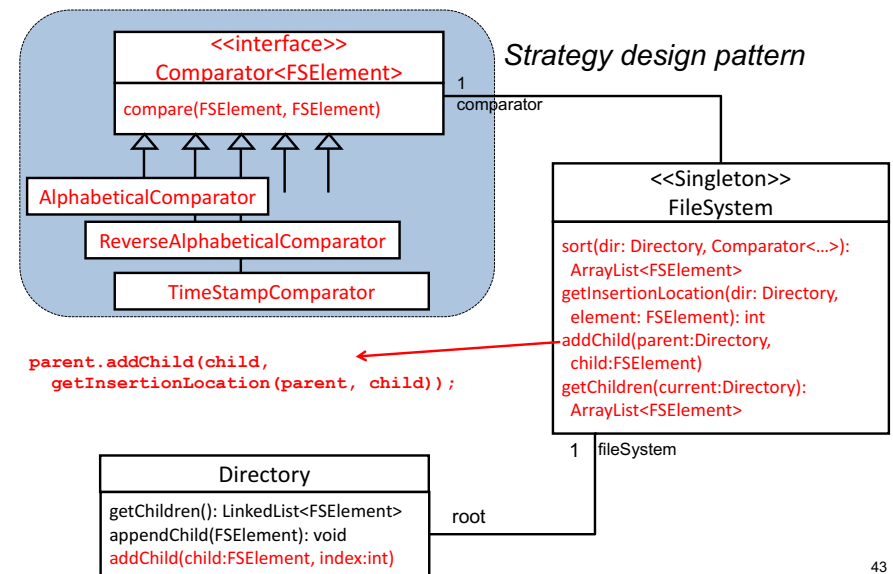 <<interface>>
Comparator<FSElement>
compare(FSElement, FSElement)
Strategy design pattern
1
comparator
AlphabeticalComparator
ReverseAlphabeticalComparator
TimeStampComparator
<<Singleton>>
FileSystem
sort(dir: Directory, Comparator<...>):
ArrayList<FSElement>
getInsertionLocation(dir: Directory,
element: FSElement): int
addChild(parent:Directory,
child:FSElement)
getChildren(current:Directory):
ArrayList<FSElement>
parent.addChild(child,
getInsertionLocation(parent, child));
1 fileSystem
Directory
getChildren(): LinkedList<FSElement>
appendChild(FSElement): void
addChild(child:FSElement, index:int)
root
43